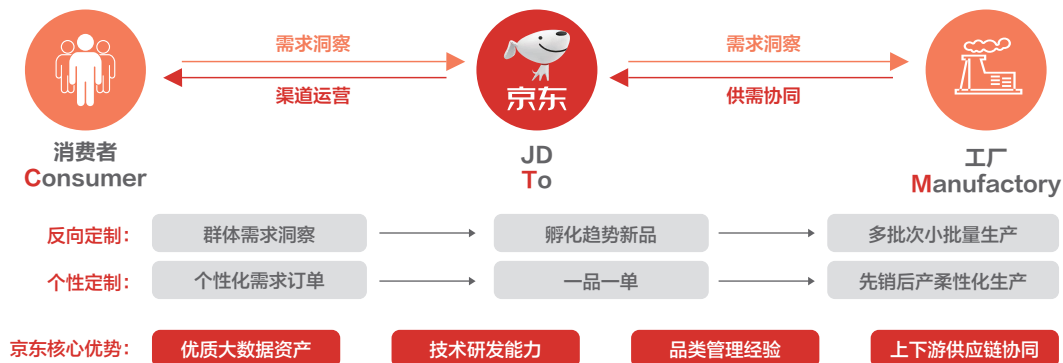 需求洞察
需求洞察
渠道运营
京东
供需协同
消费者
Consumer
JD
To
工厂
Manufactory
反向定制：
群体需求洞察
孵化趋势新品
多批次小批量生产
个性定制：
个性化需求订单
一品一单
先销后产柔性化生产
京东核心优势：
优质大数据资产
技术研发能力
品类管理经验
上下游供应链协同